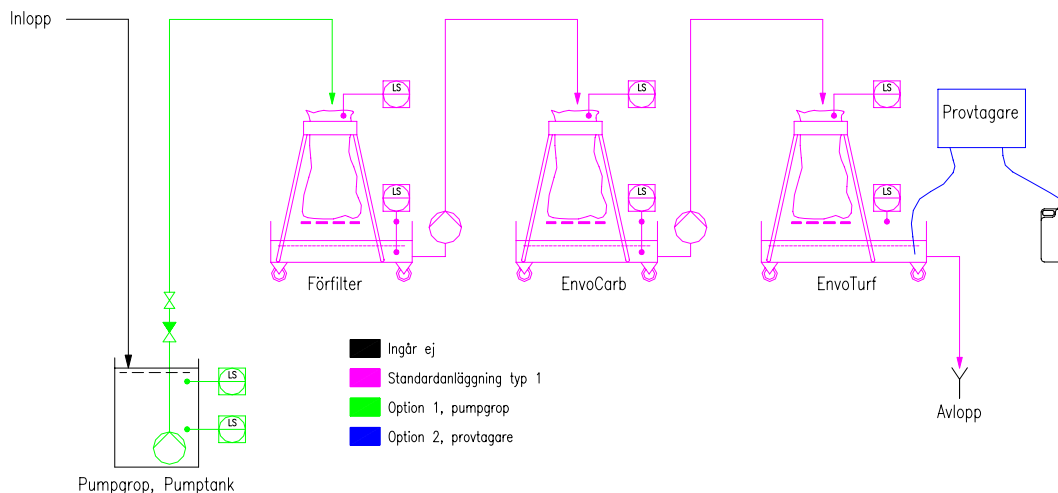 Inlopp
LS
LS
LS
Provtagare
LS
LS
LS
Förfilter
EnvoCarb
EnvoTurf
Ingår ej
Standardanläggning typ 1
Option 1, pumpgrop
Option 2, provtagare
LS
LS
Avlopp
Pumpgrop, Pumptank